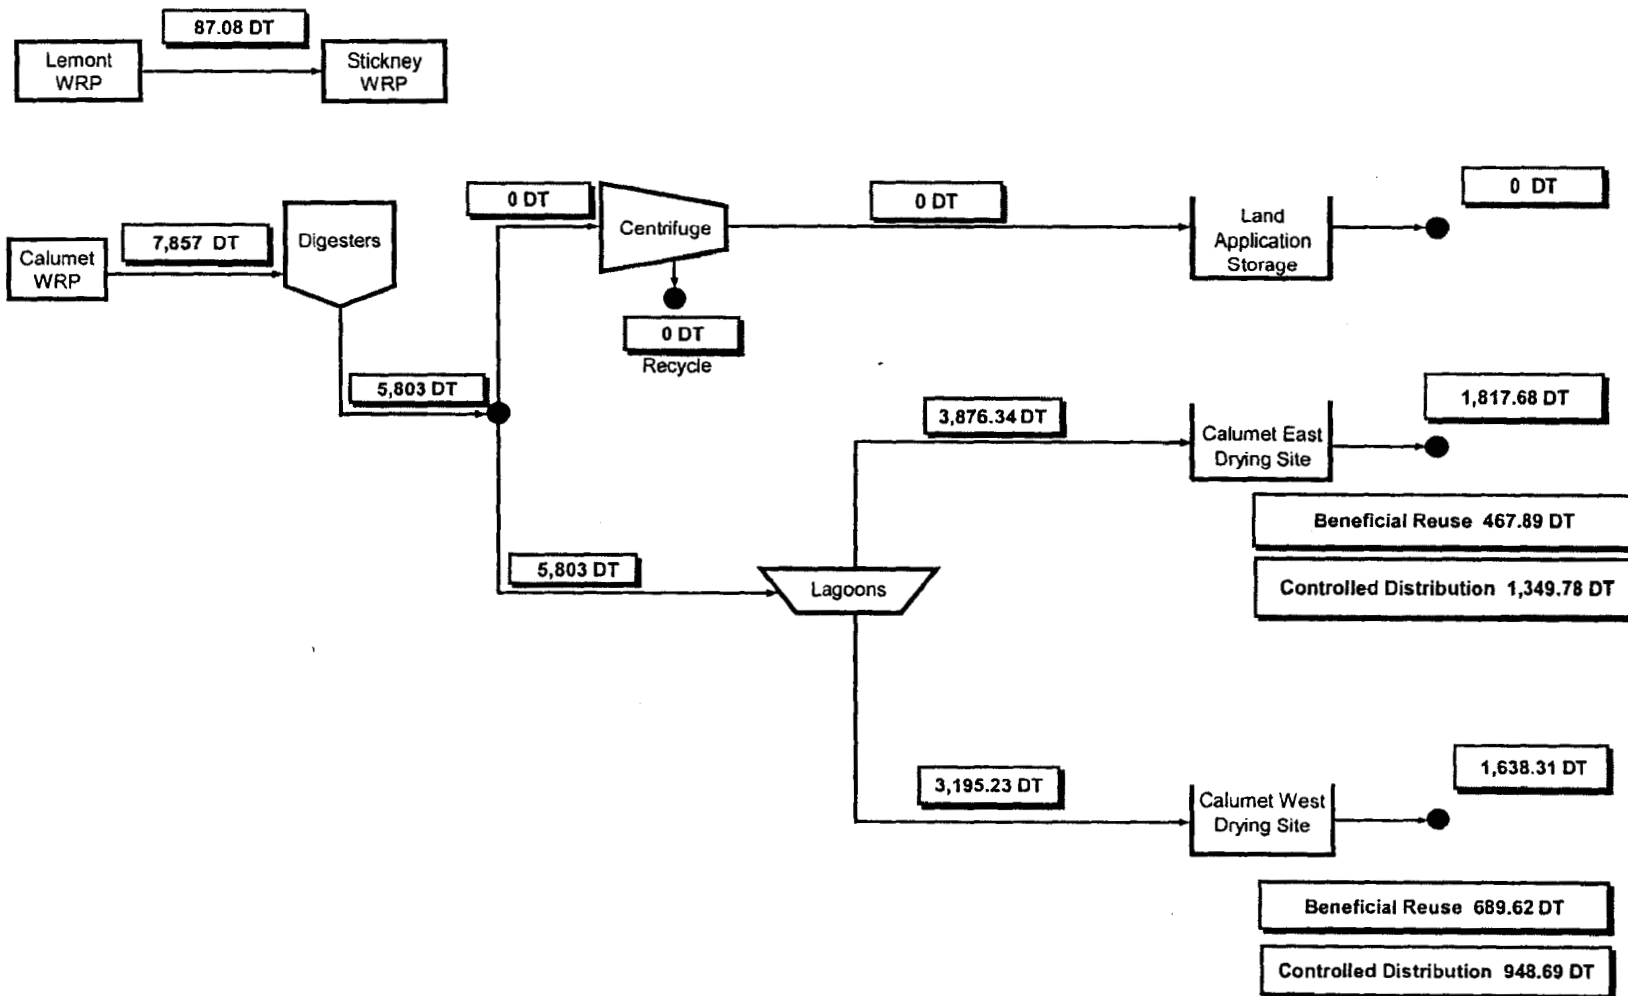 87.08 DT
Lemont
WRP
Stickney
WRP
0 DT
Centrifuge
0 DT
Land
Application
Storage
0 DT
Calumet
WRP
7,857 DT
Digesters
0 DT
Recycle
5,803 DT
3,876.34 DT
Calumet East
Drying Site
1,817.68 DT
Beneficial Reuse 467.89 DT
Controlled Distribution 1,349.78 DT
5,803 DT
Lagoons
3,195.23 DT
Calumet West
Drying Site
1,638.31 DT
Beneficial Reuse 689.62 DT
Controlled Distribution 948.69 DT